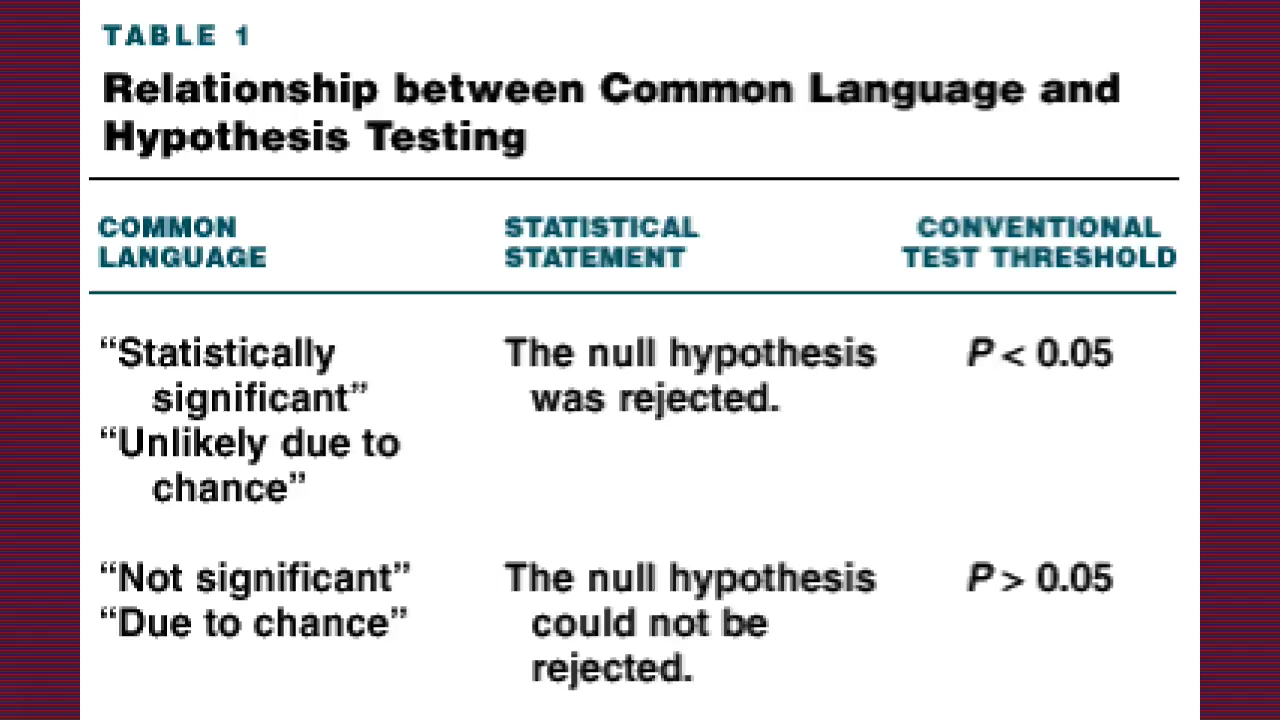 TABLE 1
Relationship between Common Language and
Hypothesis Testing
COMMON
LANGUAGE
STATISTICAL
STATEMENT
CONVENTIONAL
TEST THRESHOLD
“Statistically
significant”
“Unlikely due to
chance”
The null hypothesis
was rejected.
P < 0.05
“Not significant”
“Due to chance”
The null hypothesis
could not be
rejected.
P > 0.05